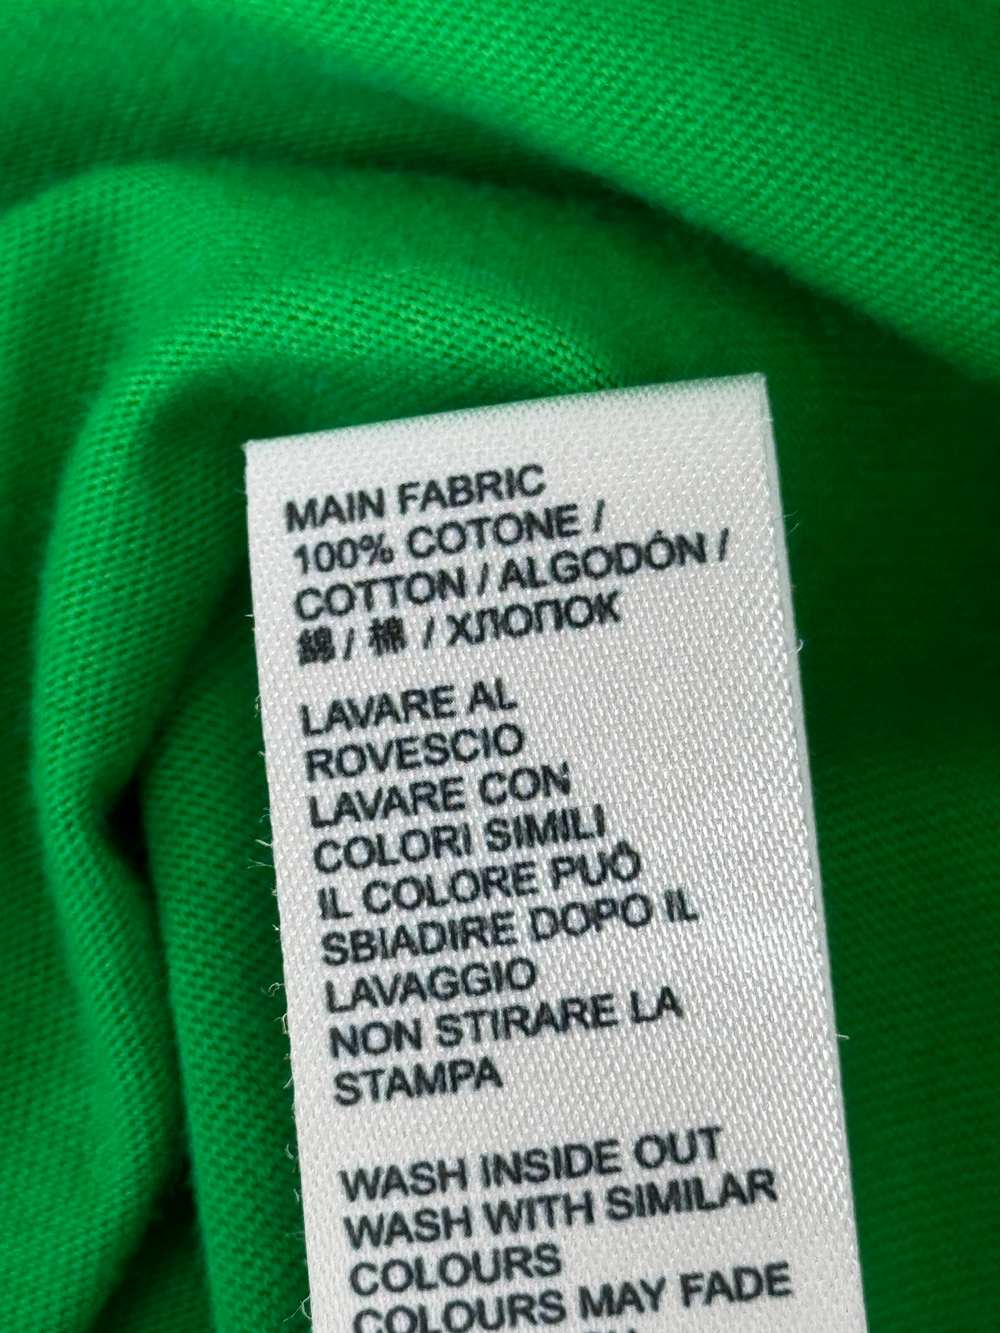 MAIN FABRIC
100% COTONE /
COTTON / ALGODÓN /
綿 / 棉 / ХЛОПОК
LAVARE AL
ROVESCIO
LAVARE CON
COLORI SIMILI
IL COLORE PUÒ
SBIADIRE DOPO IL
LAVAGGIO
NON STIRARE LA
STAMPA
WASH INSIDE OUT
WASH WITH SIMILAR
COLOURS
COLOURS MAY FADE